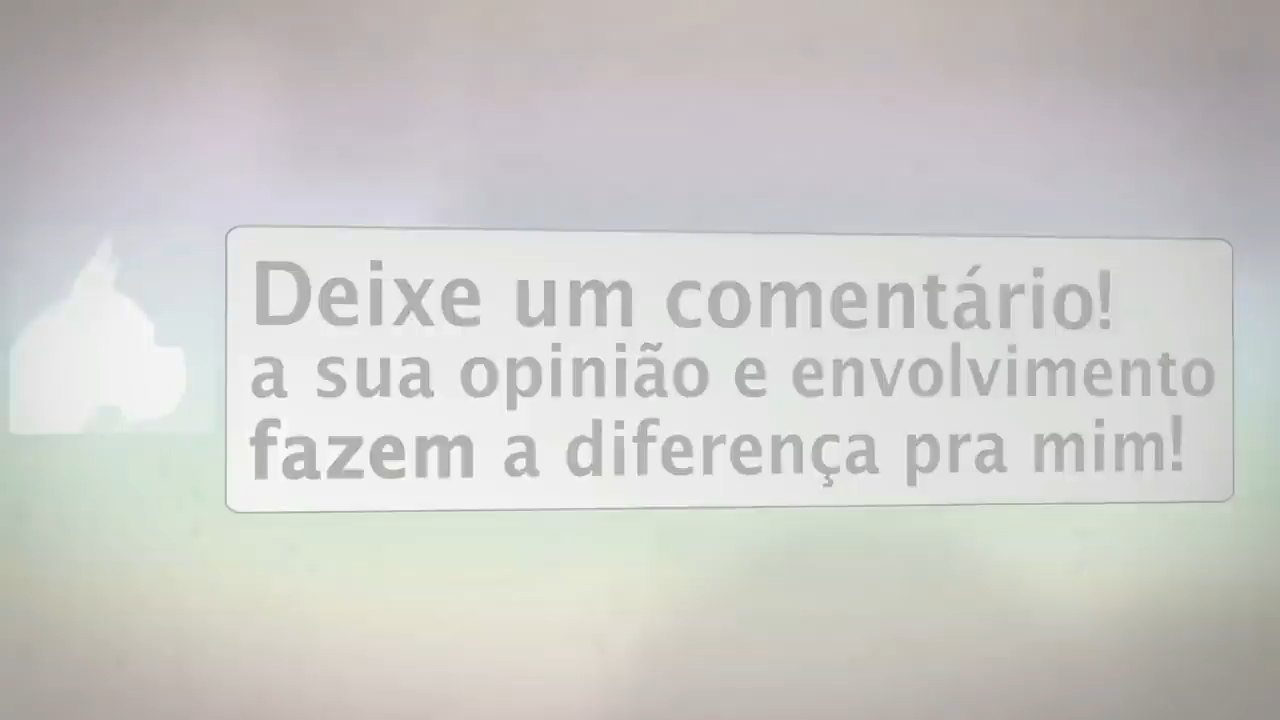 Deixe um comentário!
a sua opinião e envolvimento
fazem a diferença pra mim!